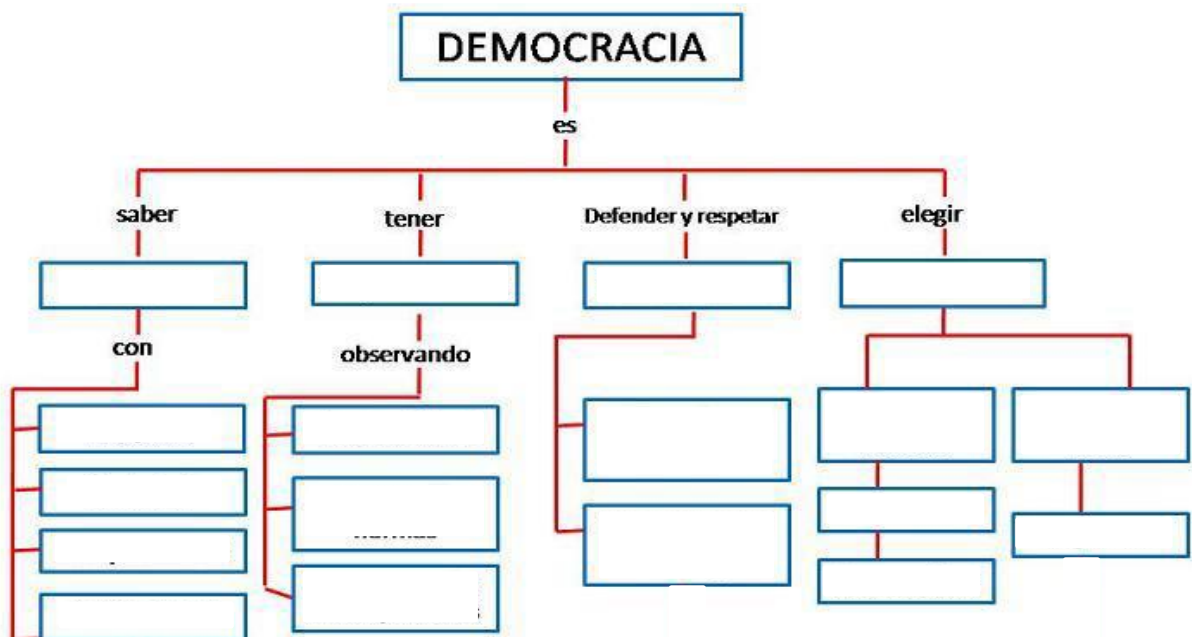 DEMOCRACIA
es
saber
tener
Defender y respetar
elegir
con
observando